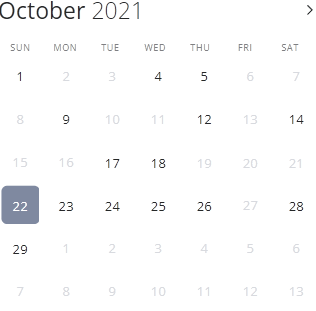 October 2021
SUN MON TUE WED THU FRI SAT
1 2 3 4 5 6 7
8 9 10 11 12 13 14
15 16 17 18 19 20 21
22 23 24 25 26 27 28
29 1 2 3 4 5 6
7 8 9 10 11 12 13